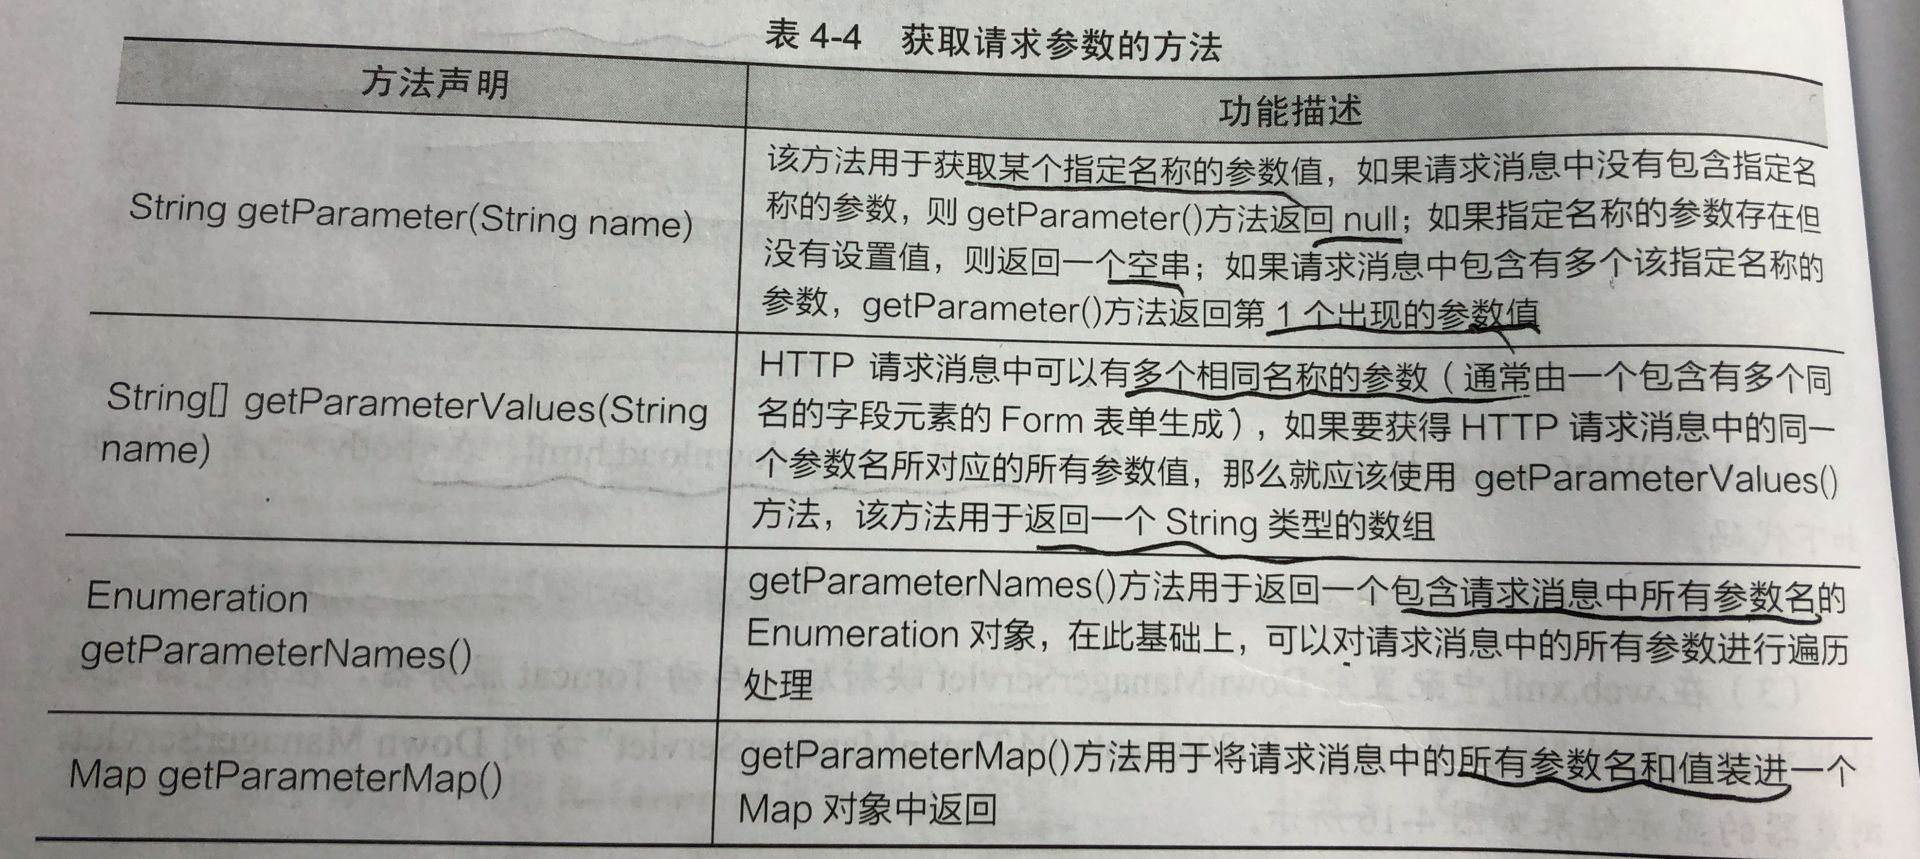 表 4-4 获取请求参数的方法
方法声明
功能描述
String getParameter(String name)
该方法用于获取某个指定名称的参数值，如果请求消息中没有包含指定名
称的参数，则 getParameter()方法返回 null；如果指定名称的参数存在但
没有设置值，则返回一个空串；如果请求消息中包含有多个该指定名称的
参数，getParameter()方法返回第 1 个出现的参数值
String[] getParameterValues(String
name)
HTTP 请求消息中可以有多个相同名称的参数（通常由一个包含有多个同
名的字段元素的 Form 表单生成），如果要获得 HTTP 请求消息中的同一
个参数名所对应的所有参数值，那么就应该使用 getParameterValues()
方法，该方法用于返回一个 String 类型的数组
Enumeration
getParameterNames()
getParameterNames()方法用于返回一个包含请求消息中所有参数名的
Enumeration 对象，在此基础上，可以对请求消息中的所有参数进行遍历
处理
Map getParameterMap()
getParameterMap()方法用于将请求消息中的所有参数名和值装进一个
Map 对象中返回